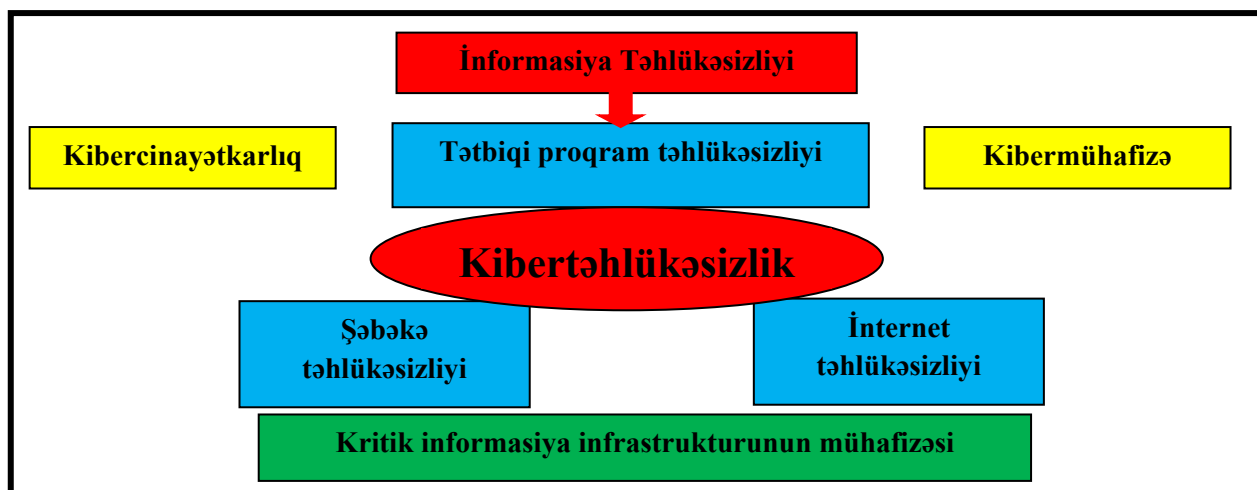 İnformasiya Təhlükəsizliyi
Kibercinayətkarlıq
Tətbiqi proqram təhlükəsizliyi
Kibermühafizə
Kibertəhlükəsizlik
Şəbəkə
təhlükəsizliyi
İnternet
təhlükəsizliyi
Kritik informasiya infrastrukturunun mühafizəsi